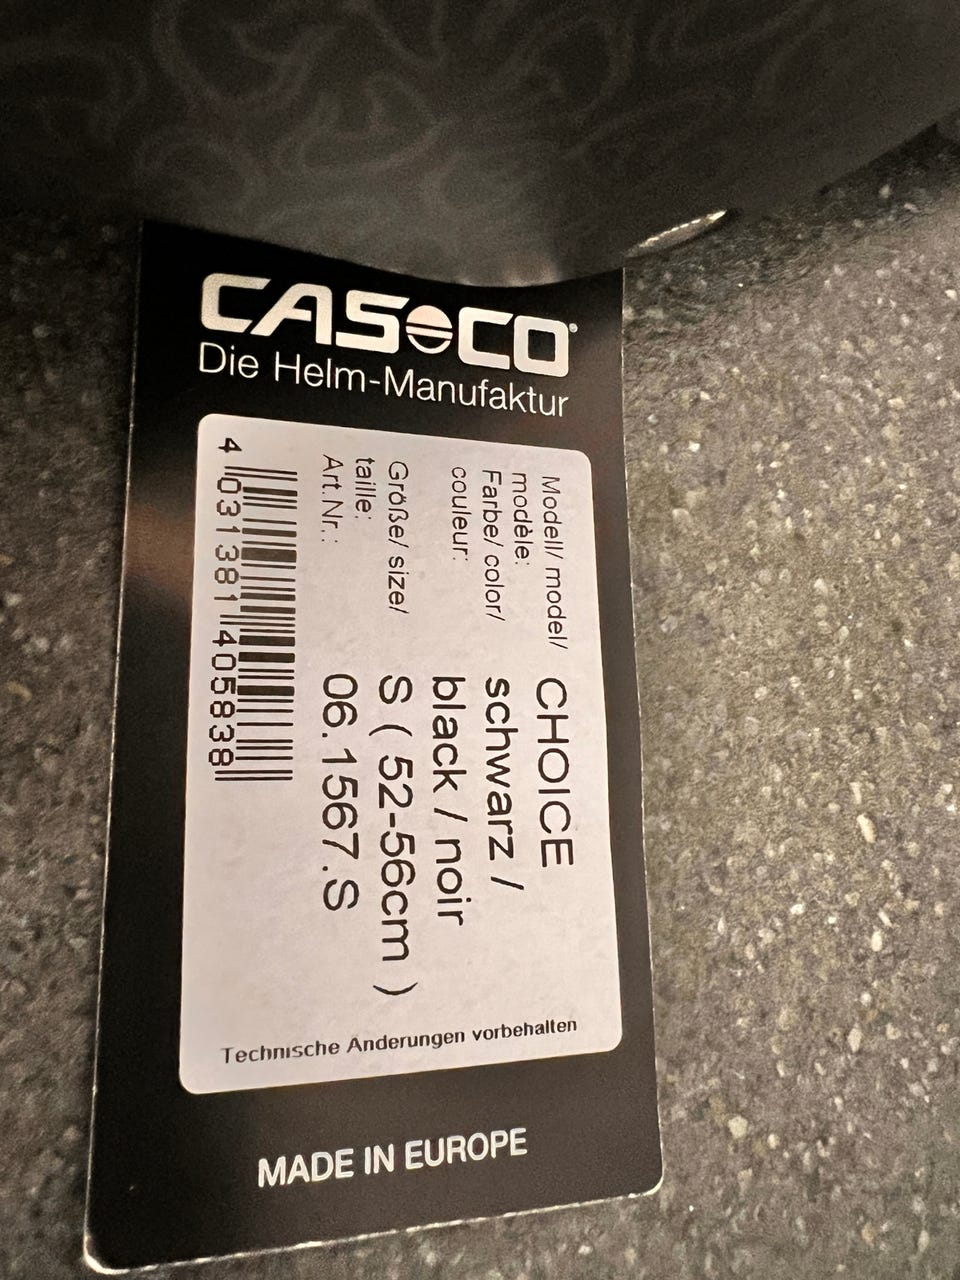 CASCO®
Die Helm-Manufaktur
Modell/ model/ CHOICE
modèle:
Farbe/ color/ schwarz /
couleur: black / noir
Größe/ size/ S ( 52-56cm )
taille:
Art.Nr.: 06.1567.S
4 031381 405838
Technische Änderungen vorbehalten
MADE IN EUROPE